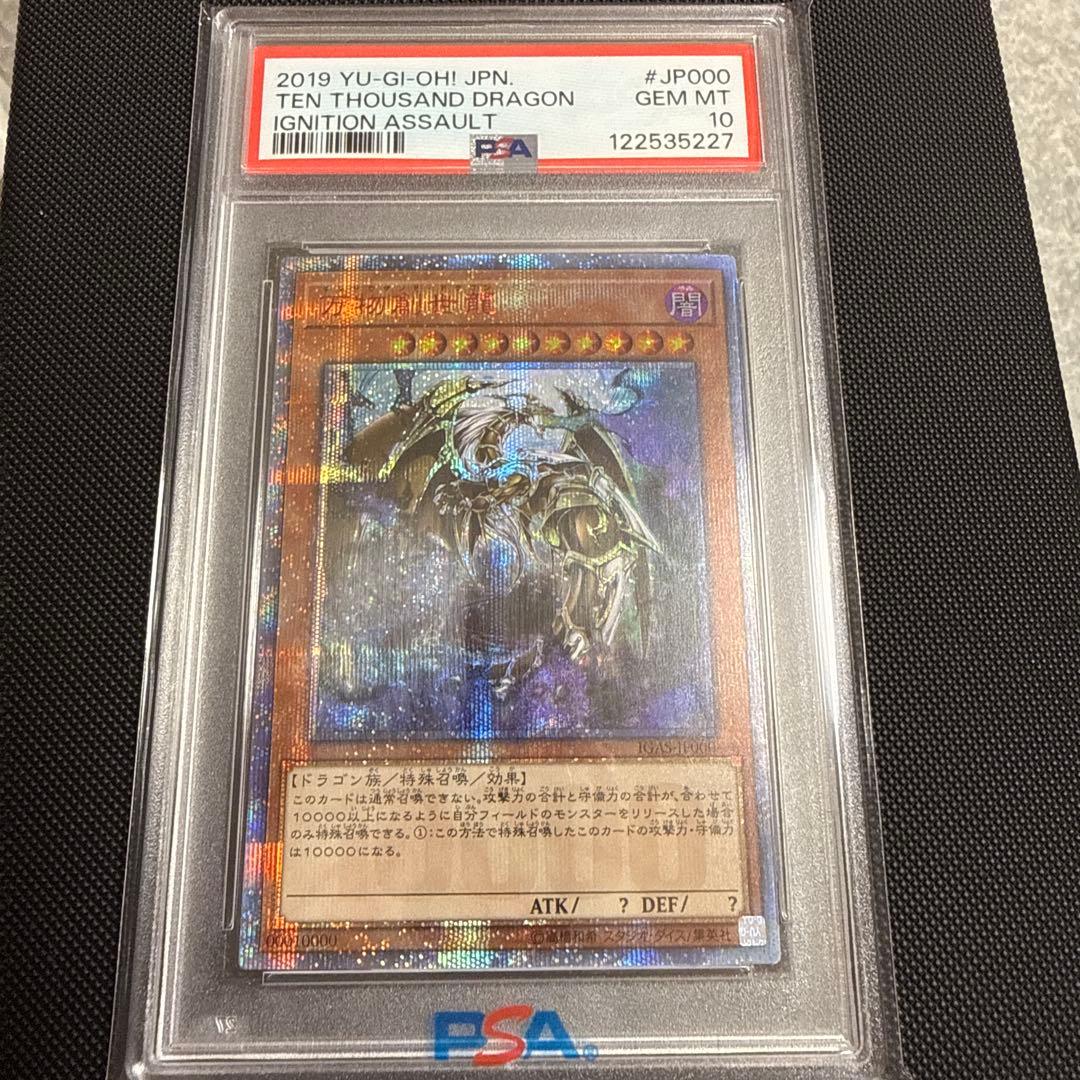 2019 YU-GI-OH! JPN. #JP000
TEN THOUSAND DRAGON GEM MT
IGNITION ASSAULT 10
PSA 122535227
万物創世龍
闇
IGAS-JP000
【ドラゴン族／特殊召喚／効果】
このカードは通常召喚できない。攻撃力の合計と守備力の合計が、合わせて
10000以上になるように自分フィールドのモンスターをリリースした場合
のみ特殊召喚できる。①：この方法で特殊召喚したこのカードの攻撃力・守備力
は10000になる。
ATK/ ? DEF/ ?
00010000 ©高橋和希 スタジオ・ダイス/集英社
PSA®